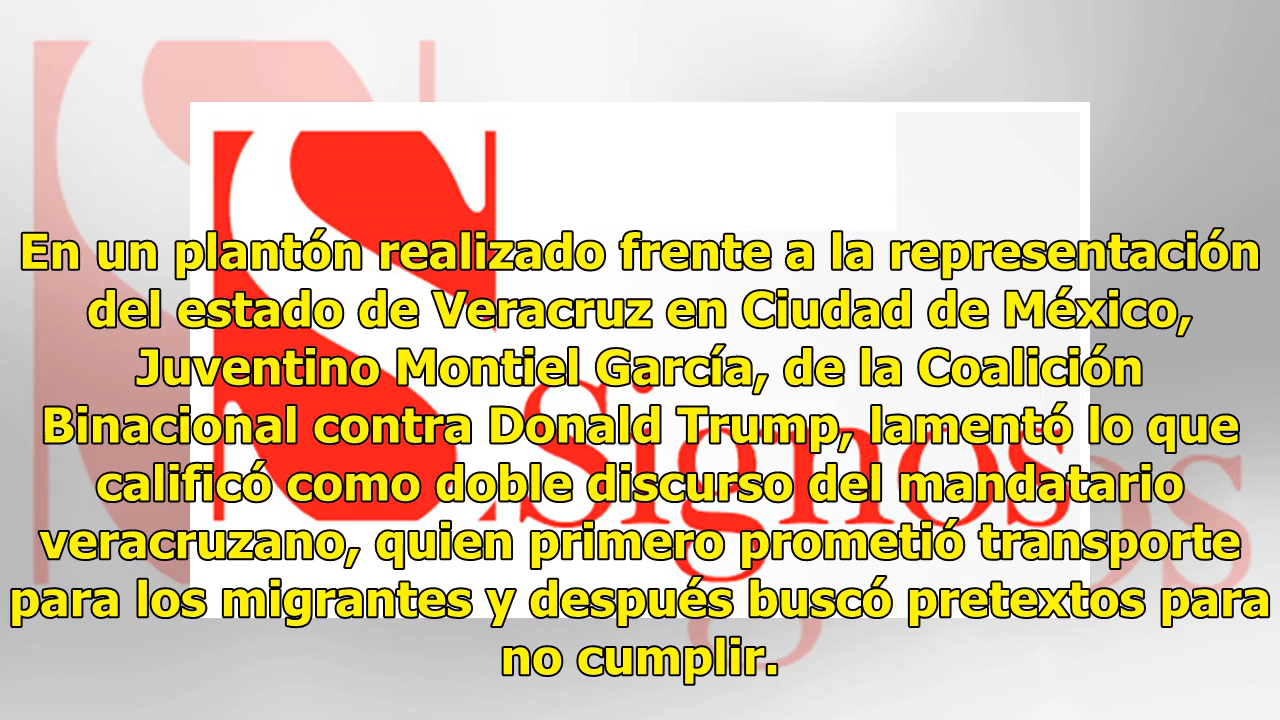 En un plantón realizado frente a la representación
del estado de Veracruz en Ciudad de México,
Juventino Montiel García, de la Coalición
Binacional contra Donald Trump, lamentó lo que
calificó como doble discurso del mandatario
veracruzano, quien primero prometió transporte
para los migrantes y después buscó pretextos para
no cumplir.
S
Signos